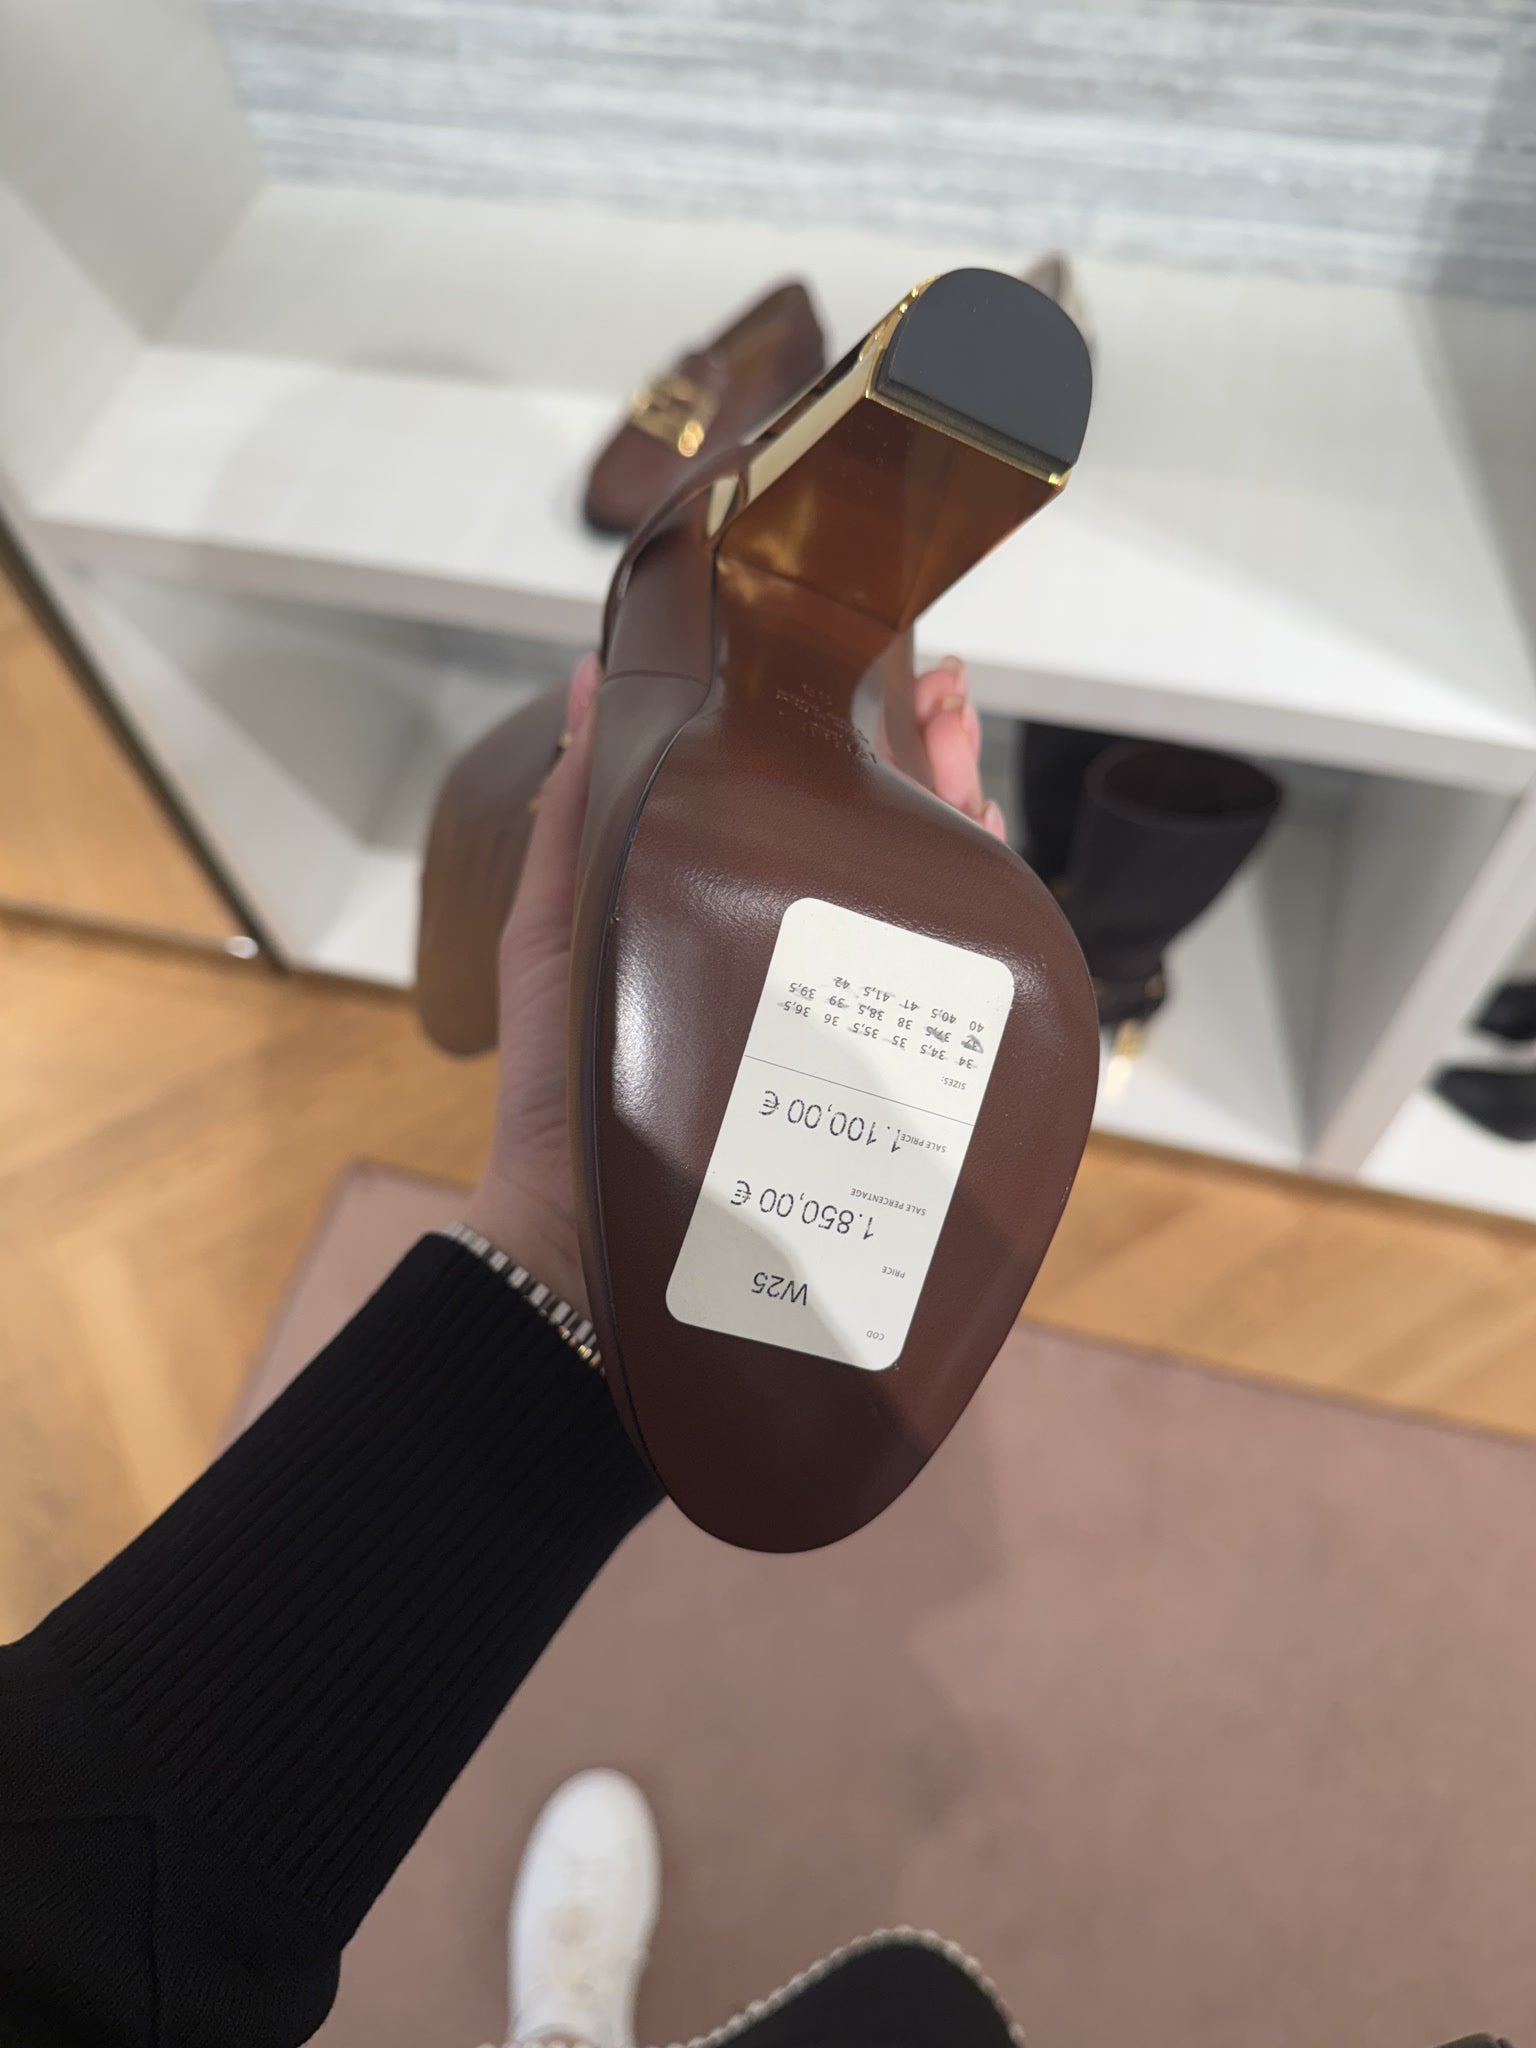 COD
W25
PRICE
1.850,00 €
SALE PERCENTAGE
SALE PRICE
1.100,00 €
SIZES:
34 34,5 35 35,5 36 36,5
37 37,5 38 38,5 39 39,5
40 40,5 41 41,5 42